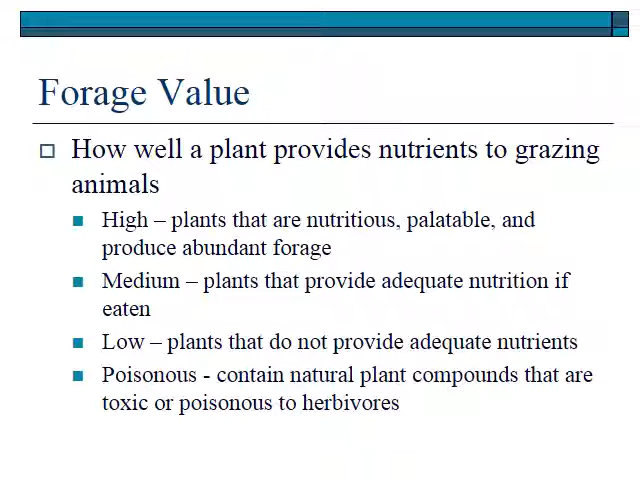 Forage Value
How well a plant provides nutrients to grazing
animals
High – plants that are nutritious, palatable, and
produce abundant forage
Medium – plants that provide adequate nutrition if
eaten
Low – plants that do not provide adequate nutrients
Poisonous - contain natural plant compounds that are
toxic or poisonous to herbivores